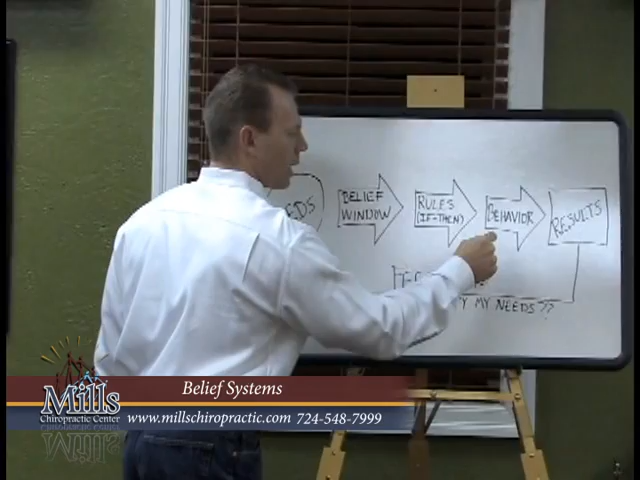 BELIEF
WINDOW
RULES
(IF-THEN)
BEHAVIOR
RESULTS
MY NEEDS??
Belief Systems
Mills
Chiropractic Center
www.millschiropractic.com 724-548-7999